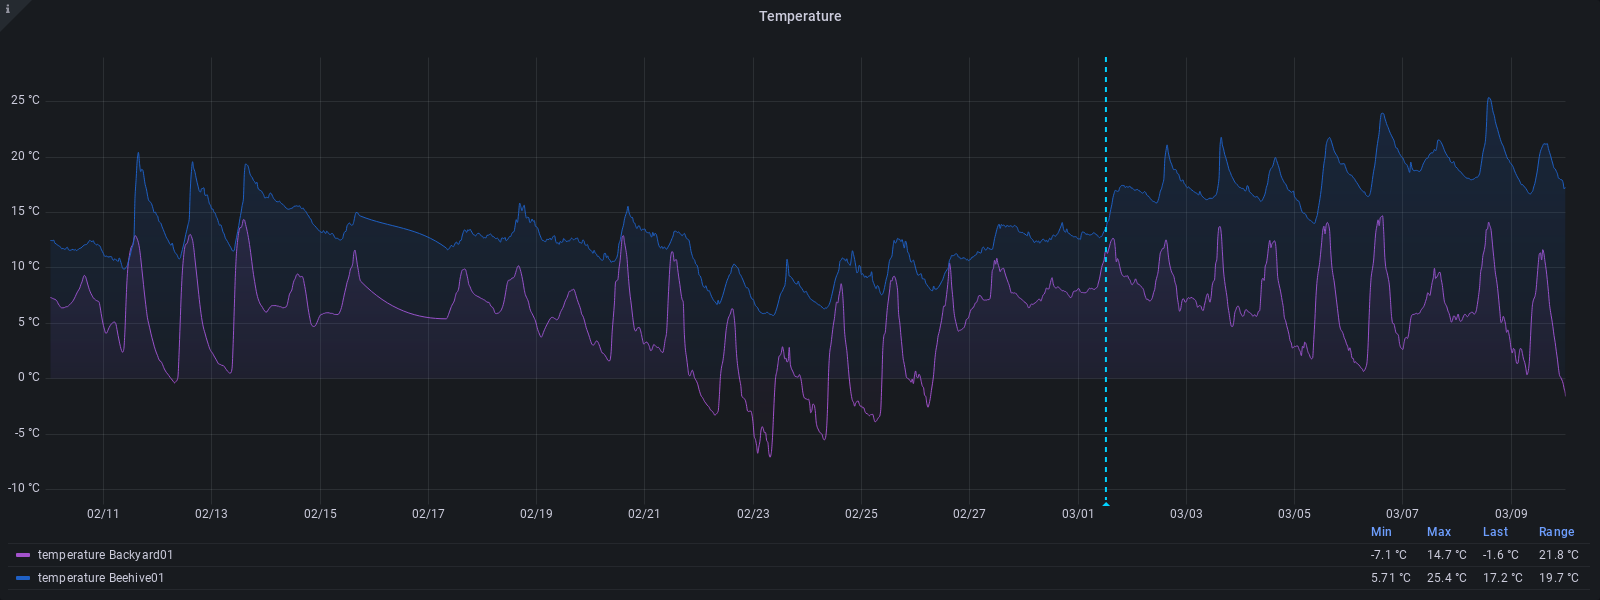 i
Temperature
25 °C
20 °C
15 °C
10 °C
5 °C
0 °C
-5 °C
-10 °C
02/11 02/13 02/15 02/17 02/19 02/21 02/23 02/25 02/27 03/01 03/03 03/05 03/07 03/09
Min Max Last Range
temperature Backyard01 -7.1 °C 14.7 °C -1.6 °C 21.8 °C
temperature Beehive01 5.71 °C 25.4 °C 17.2 °C 19.7 °C